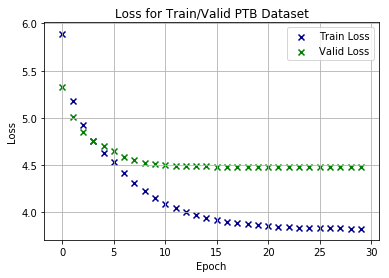 Loss for Train/Valid PTB Dataset
6.0
5.5
5.0
4.5
4.0
Loss
Train Loss
Valid Loss
0 5 10 15 20 25 30
Epoch